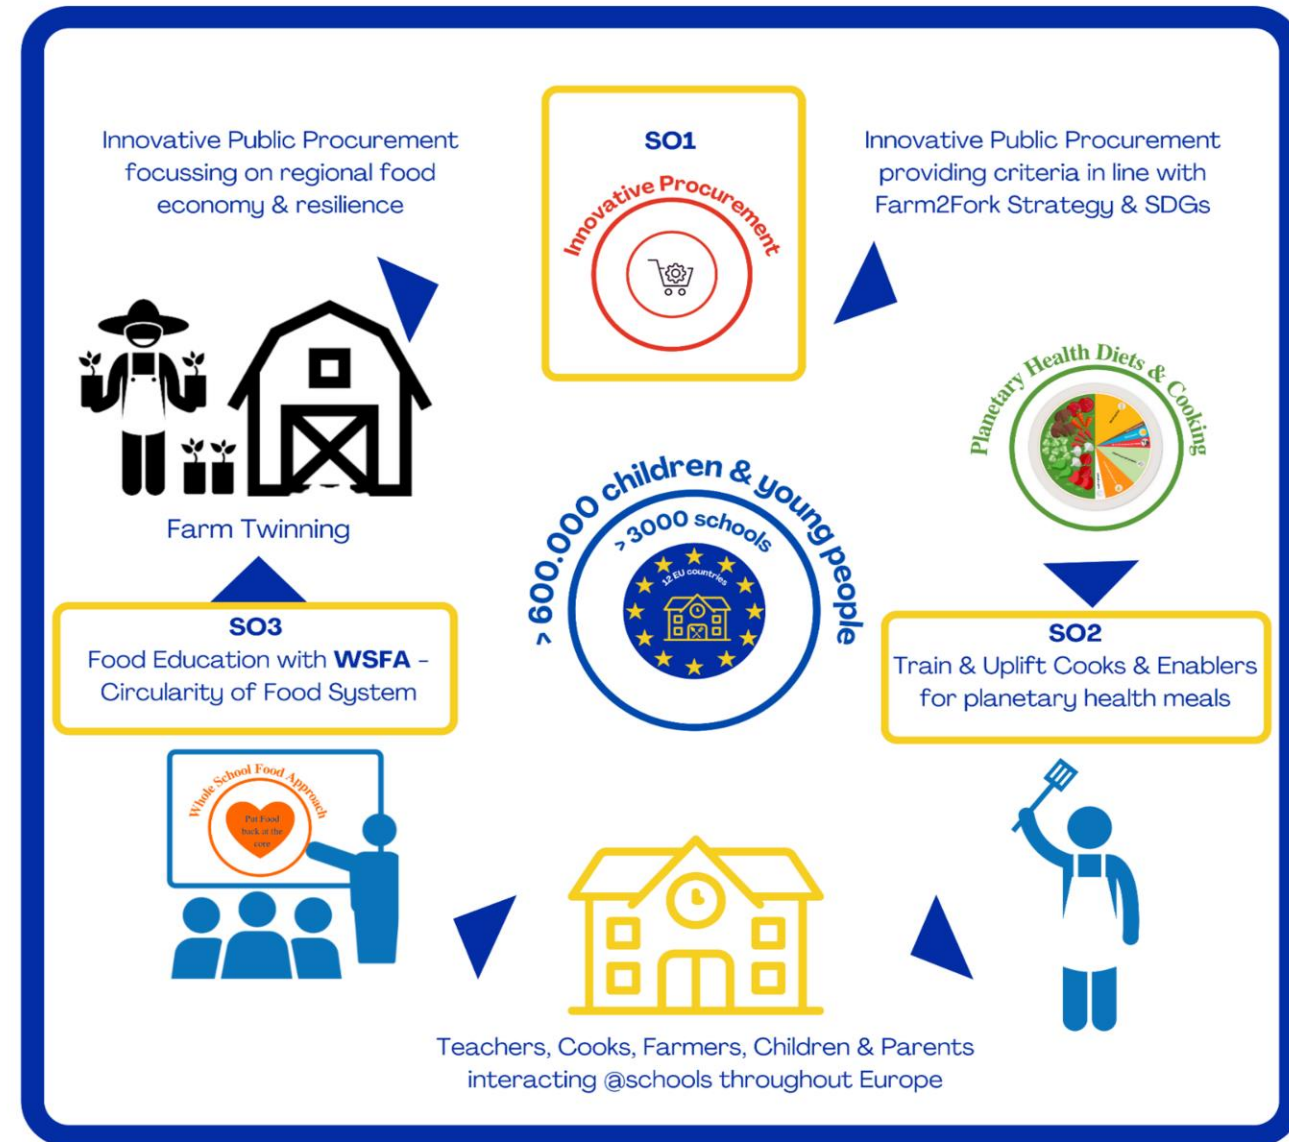 Innovative Public Procurement
focussing on regional food
economy & resilience
SO1
Innovative Procurement
Innovative Public Procurement
providing criteria in line with
Farm2Fork Strategy & SDGs
Planetary Health Diets & Cooking
Farm Twinning
> 600.000 children & young people
> 3000 schools
12 EU countries
SO3
Food Education with WSFA -
Circularity of Food System
SO2
Train & Uplift Cooks & Enablers
for planetary health meals
Whole School Food Approach
Put Food
back at the
core
Teachers, Cooks, Farmers, Children & Parents
interacting @schools throughout Europe